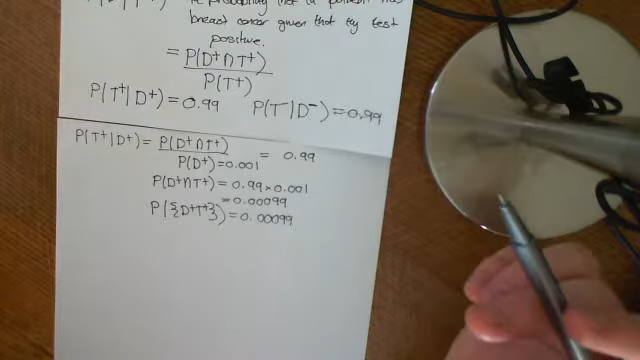 breast cancer given that they test
positive.
= P(D⁺∩T⁺) / P(T⁺)
P(T⁺|D⁺) = 0.99 P(T⁻|D⁻) = 0.99
P(T⁺|D⁺) = P(D⁺∩T⁺) / P(D⁺) = 0.001 = 0.99
P(D⁺∩T⁺) = 0.99 × 0.001
= 0.00099
P({D⁺T⁺}) = 0.00099